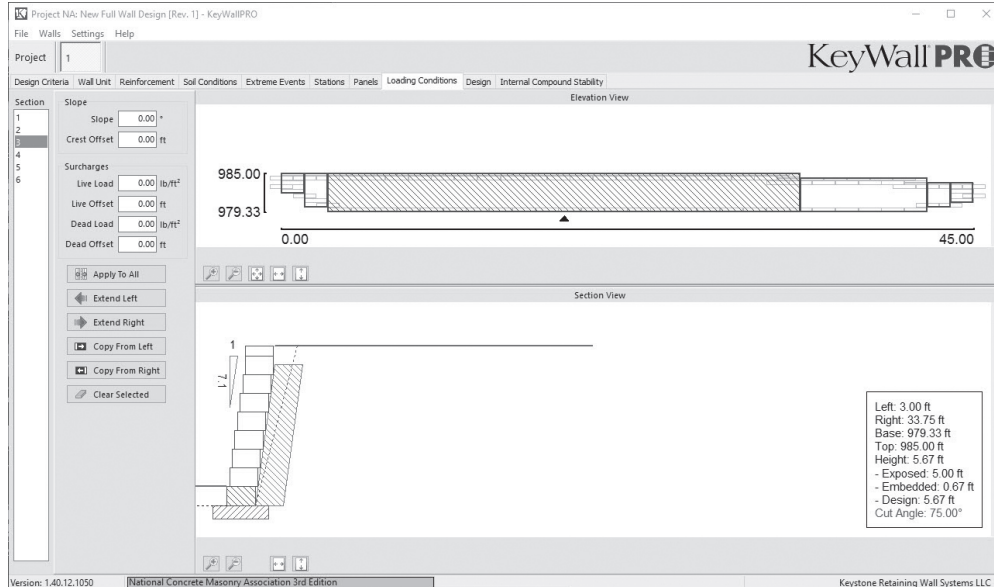 Project NA: New Full Wall Design [Rev. 1] - KeyWallPRO
File Walls Settings Help
Project 1
KeyWall PRO
Design Criteria Wall Unit Reinforcement Soil Conditions Extreme Events Stations Panels Loading Conditions Design Internal Compound Stability
Section
1
2
3
4
5
6
Slope
Slope 0.00 °
Crest Offset 0.00 ft
Surcharges
Live Load 0.00 lb/ft²
Live Offset 0.00 ft
Dead Load 0.00 lb/ft²
Dead Offset 0.00 ft
Apply To All
Extend Left
Extend Right
Copy From Left
Copy From Right
Clear Selected
Elevation View
985.00
979.33
0.00 45.00
Section View
1
7.1
Left: 3.00 ft
Right: 33.75 ft
Base: 979.33 ft
Top: 985.00 ft
Height: 5.67 ft
- Exposed: 5.00 ft
- Embedded: 0.67 ft
- Design: 5.67 ft
Cut Angle: 75.00°
Version: 1.40.12.1050 National Concrete Masonry Association 3rd Edition Keystone Retaining Wall Systems LLC